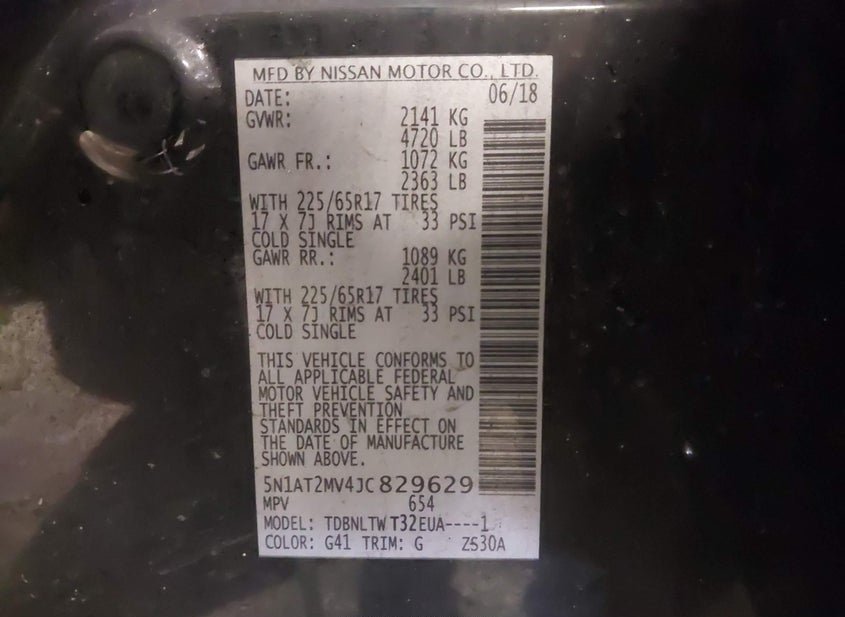 MFD BY NISSAN MOTOR CO., LTD.
DATE: 06/18
GVWR: 2141 KG
4720 LB
GAWR FR.: 1072 KG
2363 LB
WITH 225/65R17 TIRES
17 X 7J RIMS AT 33 PSI
COLD SINGLE
GAWR RR.: 1089 KG
2401 LB
WITH 225/65R17 TIRES
17 X 7J RIMS AT 33 PSI
COLD SINGLE
THIS VEHICLE CONFORMS TO
ALL APPLICABLE FEDERAL
MOTOR VEHICLE SAFETY AND
THEFT PREVENTION
STANDARDS IN EFFECT ON
THE DATE OF MANUFACTURE
SHOWN ABOVE.
5N1AT2MV4JC829629
MPV 654
MODEL: TDBNLTW T32EUA----1
COLOR: G41 TRIM: G ZS30A